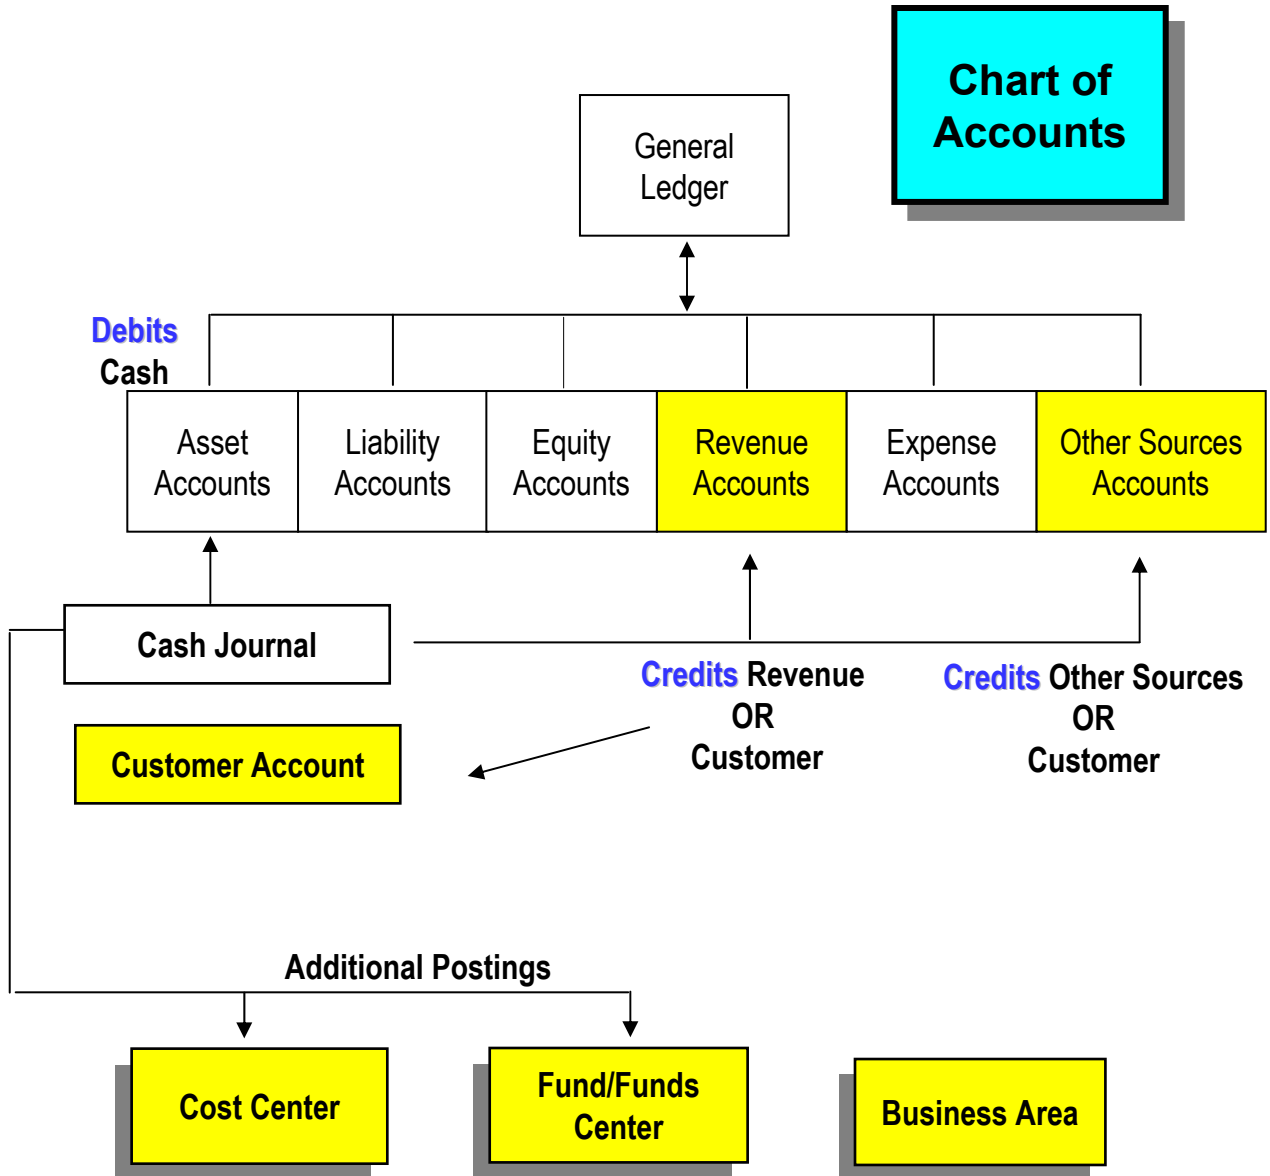 Chart of
Accounts
General
Ledger
Debits
Cash
Asset
Accounts
Liability
Accounts
Equity
Accounts
Revenue
Accounts
Expense
Accounts
Other Sources
Accounts
Cash Journal
Credits Revenue
OR
Customer
Credits Other Sources
OR
Customer
Customer Account
Additional Postings
Cost Center
Fund/Funds
Center
Business Area